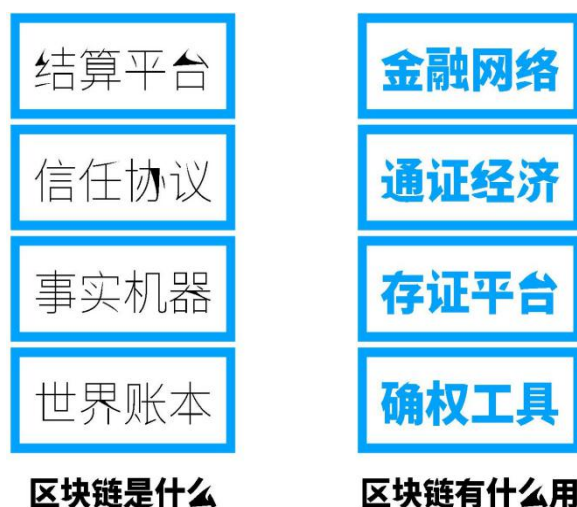 结算平台
信任协议
事实机器
世界账本
区块链是什么
金融网络
通证经济
存证平台
确权工具
区块链有什么用